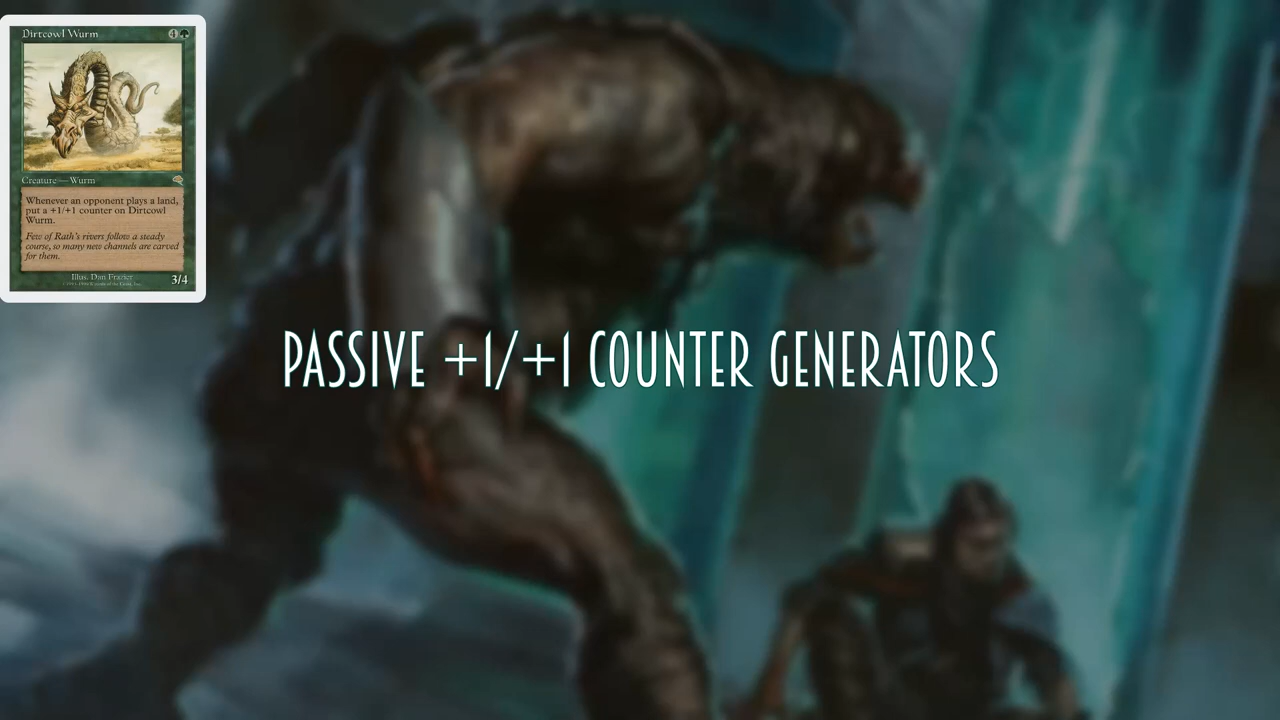 Dirtcowl Wurm 4
Creature — Wurm
Whenever an opponent plays a land,
put a +1/+1 counter on Dirtcowl
Wurm.
Few of Rath's rivers follow a steady
course, so many new channels are carved
for them.
Illus. Dan Frazier
3/4
PASSIVE +1/+1 COUNTER GENERATORS